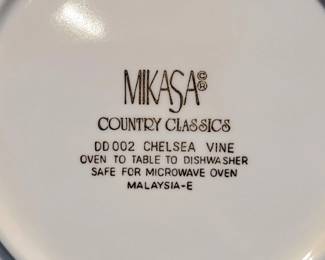 MIKASA©®
COUNTRY CLASSICS
DD002 CHELSEA VINE
OVEN TO TABLE TO DISHWASHER
SAFE FOR MICROWAVE OVEN
MALAYSIA-E